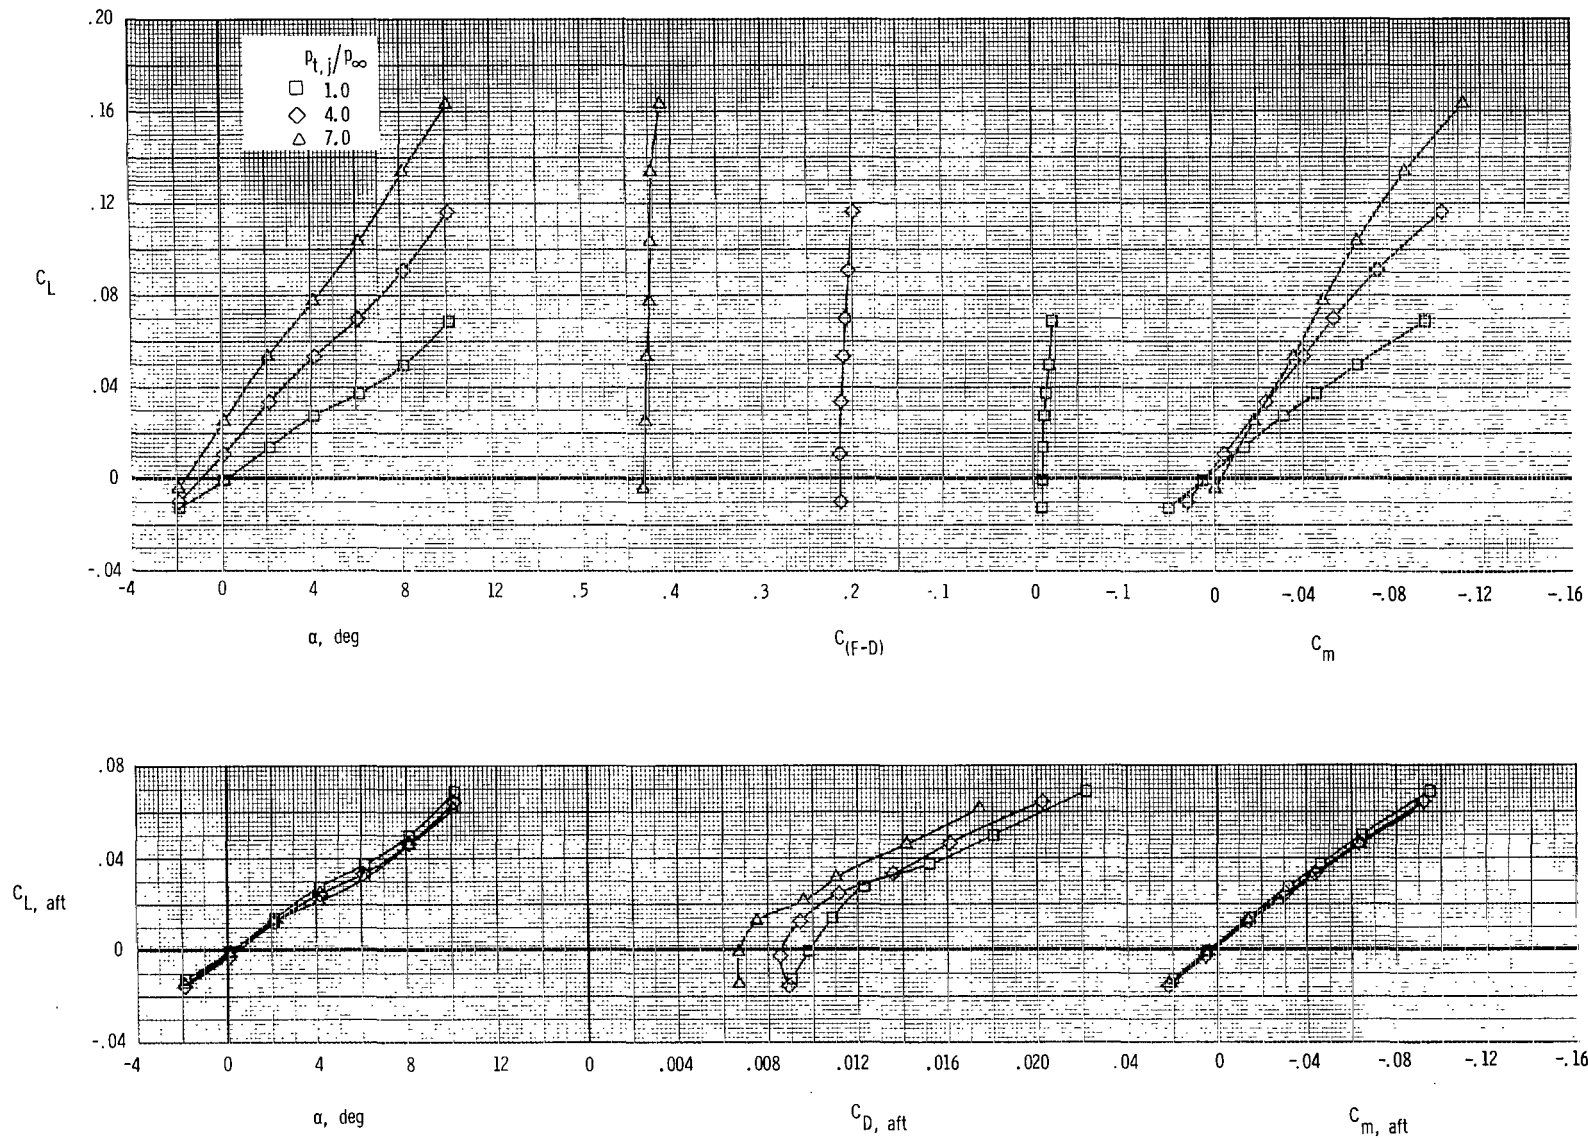 .20
.16
.12
.08
.04
0
-.04
C_L
p_t, j/p_∞
□ 1.0
◇ 4.0
△ 7.0
-4 0 4 8 12 .5 .4 .3 .2 -.1 0 -.1 0 -.04 -.08 -.12 -.16
α, deg C_(F-D) C_m
.08
.04
0
-.04
C_L, aft
-4 0 4 8 12 0 .004 .008 .012 .016 .020 .04 0 -.04 -.08 -.12 -.16
α, deg C_D, aft C_m, aft